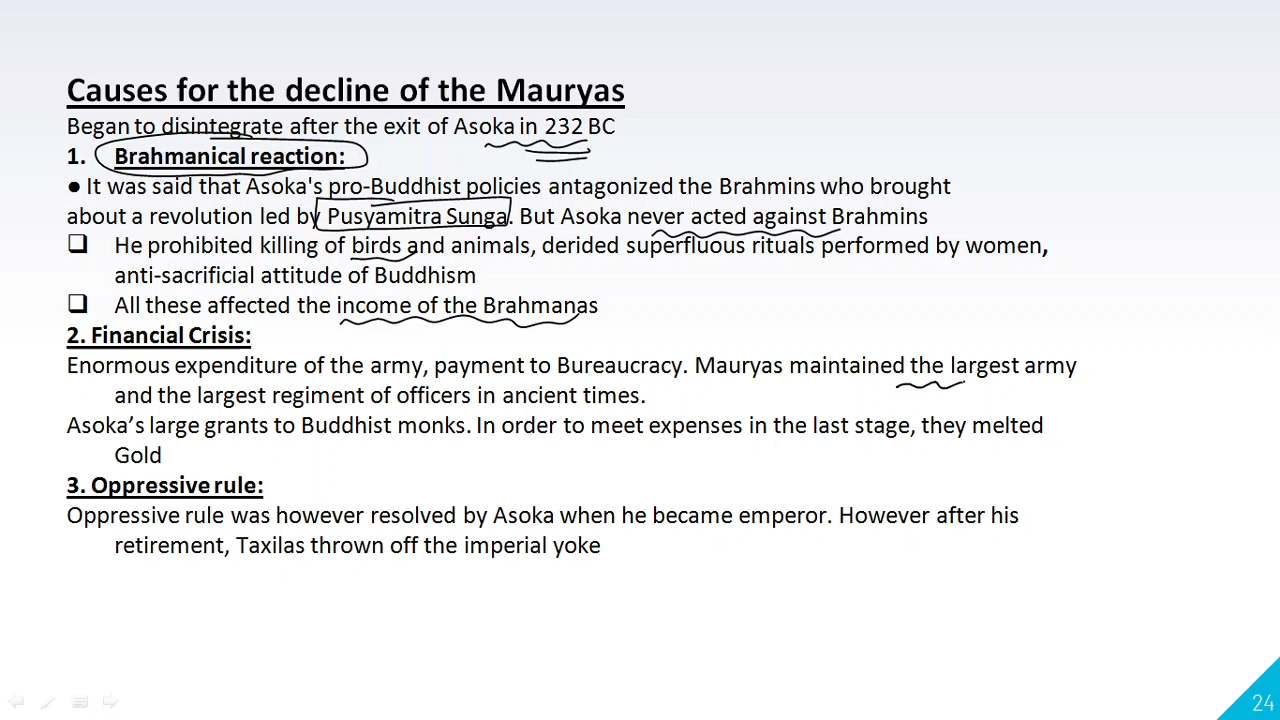 Causes for the decline of the Mauryas
Began to disintegrate after the exit of Asoka in 232 BC
1. Brahmanical reaction:
● It was said that Asoka's pro-Buddhist policies antagonized the Brahmins who brought
about a revolution led by Pusyamitra Sunga. But Asoka never acted against Brahmins
❑ He prohibited killing of birds and animals, derided superfluous rituals performed by women,
anti-sacrificial attitude of Buddhism
❑ All these affected the income of the Brahmanas
2. Financial Crisis:
Enormous expenditure of the army, payment to Bureaucracy. Mauryas maintained the largest army
and the largest regiment of officers in ancient times.
Asoka’s large grants to Buddhist monks. In order to meet expenses in the last stage, they melted
Gold
3. Oppressive rule:
Oppressive rule was however resolved by Asoka when he became emperor. However after his
retirement, Taxilas thrown off the imperial yoke
24